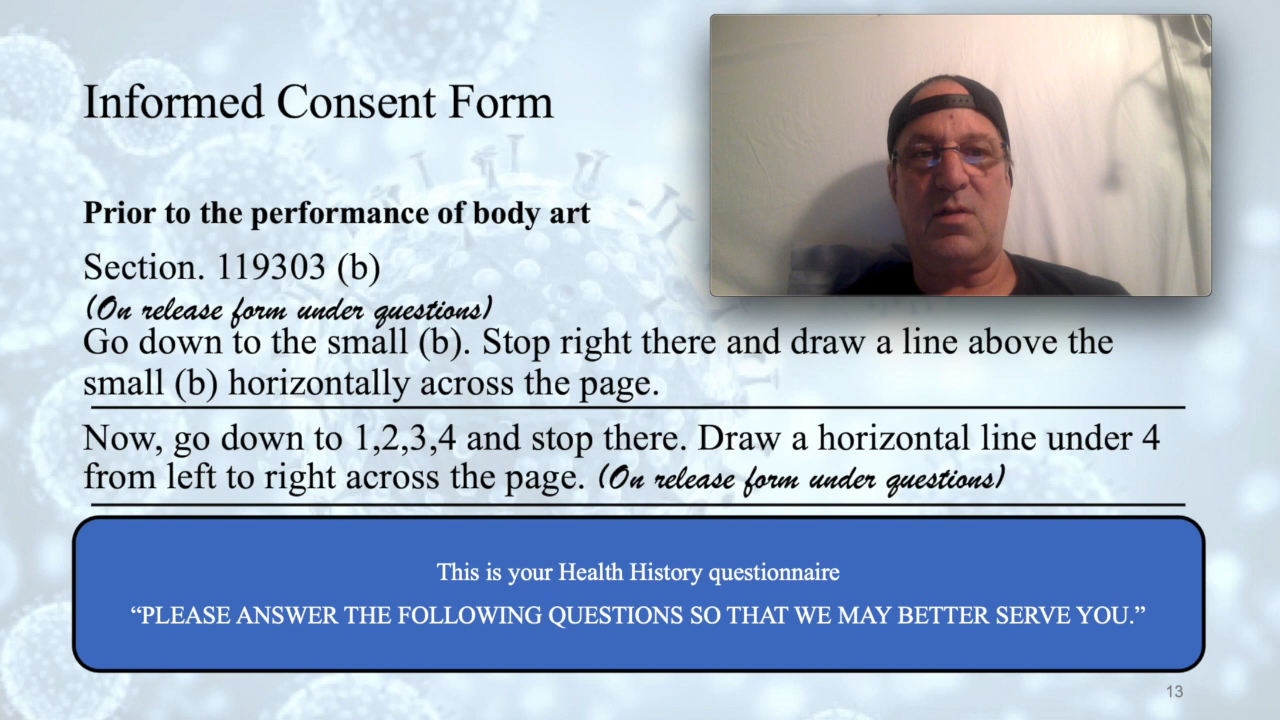 Informed Consent Form
Prior to the performance of body art
Section. 119303 (b)
(On release form under questions)
Go down to the small (b). Stop right there and draw a line above the
small (b) horizontally across the page.
Now, go down to 1,2,3,4 and stop there. Draw a horizontal line under 4
from left to right across the page. (On release form under questions)
This is your Health History questionnaire
“PLEASE ANSWER THE FOLLOWING QUESTIONS SO THAT WE MAY BETTER SERVE YOU.”
13